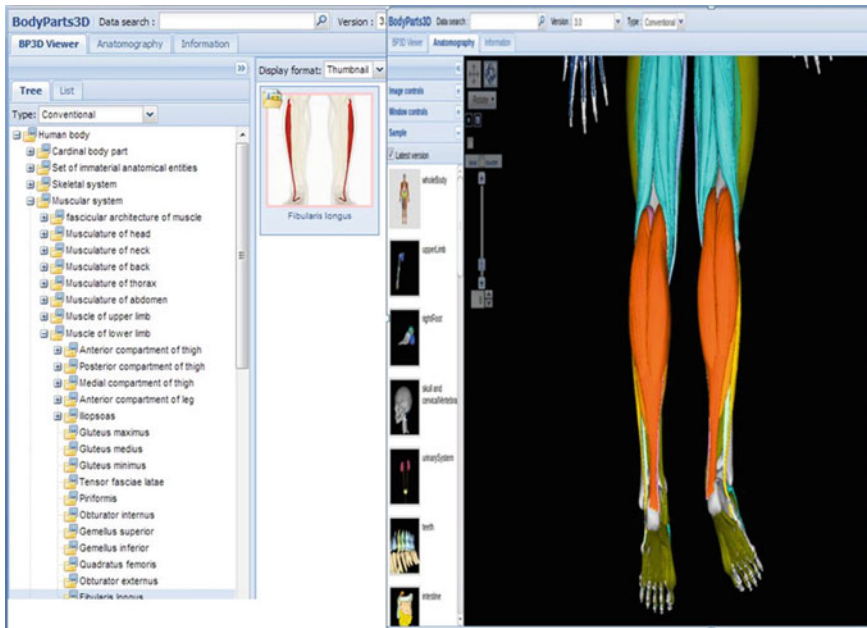 BodyParts3D Data search : Version : 3.
BP3D Viewer Anatomography Information
Tree List
Type: Conventional
Human body
Cardinal body part
Set of immaterial anatomical entities
Skeletal system
Muscular system
fascicular architecture of muscle
Musculature of head
Musculature of neck
Musculature of back
Musculature of thorax
Musculature of abdomen
Muscle of upper limb
Muscle of lower limb
Anterior compartment of thigh
Posterior compartment of thigh
Medial compartment of thigh
Anterior compartment of leg
Iliopsoas
Gluteus maximus
Gluteus medius
Gluteus minimus
Tensor fasciae latae
Piriformis
Obturator internus
Gemellus superior
Gemellus inferior
Quadratus femoris
Obturator externus
Fibularis longus
Display format: Thumbnail
Fibularis longus
BodyParts3D Data search Version : 3.0 Type : Conventional
BP3D Viewer Anatomography Information
Image controls
Window controls
Sample
Latest version
wholeBody
upperLimb
rightFoot
skull and
cervicalVertebra
urinarySystem
teeth
intestine
Rotate